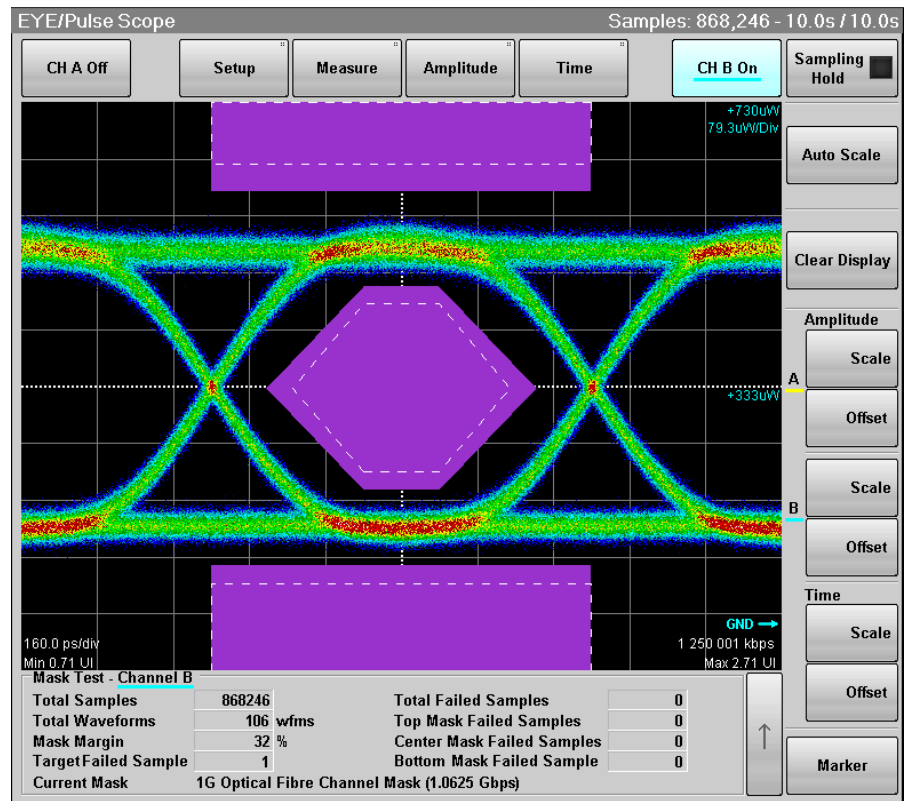 EYE/Pulse Scope Samples: 868,246 - 10.0s / 10.0s
CH A Off Setup Measure Amplitude Time CH B On Sampling Hold
+730uW
79.3uW/Div
Auto Scale
Clear Display
Amplitude
Scale
A
+333uW
Offset
Scale
B
Offset
Time
GND
160.0 ps/div 1 250 001 kbps
Scale
Min 0.71 UI Max 2.71 UI
Mask Test - Channel B
Total Samples 868246 Total Failed Samples 0
Offset
Total Waveforms 106 wfms Top Mask Failed Samples 0
Mask Margin 32 % Center Mask Failed Samples 0
Target Failed Sample 1 Bottom Mask Failed Sample 0
Marker
Current Mask 1G Optical Fibre Channel Mask (1.0625 Gbps)